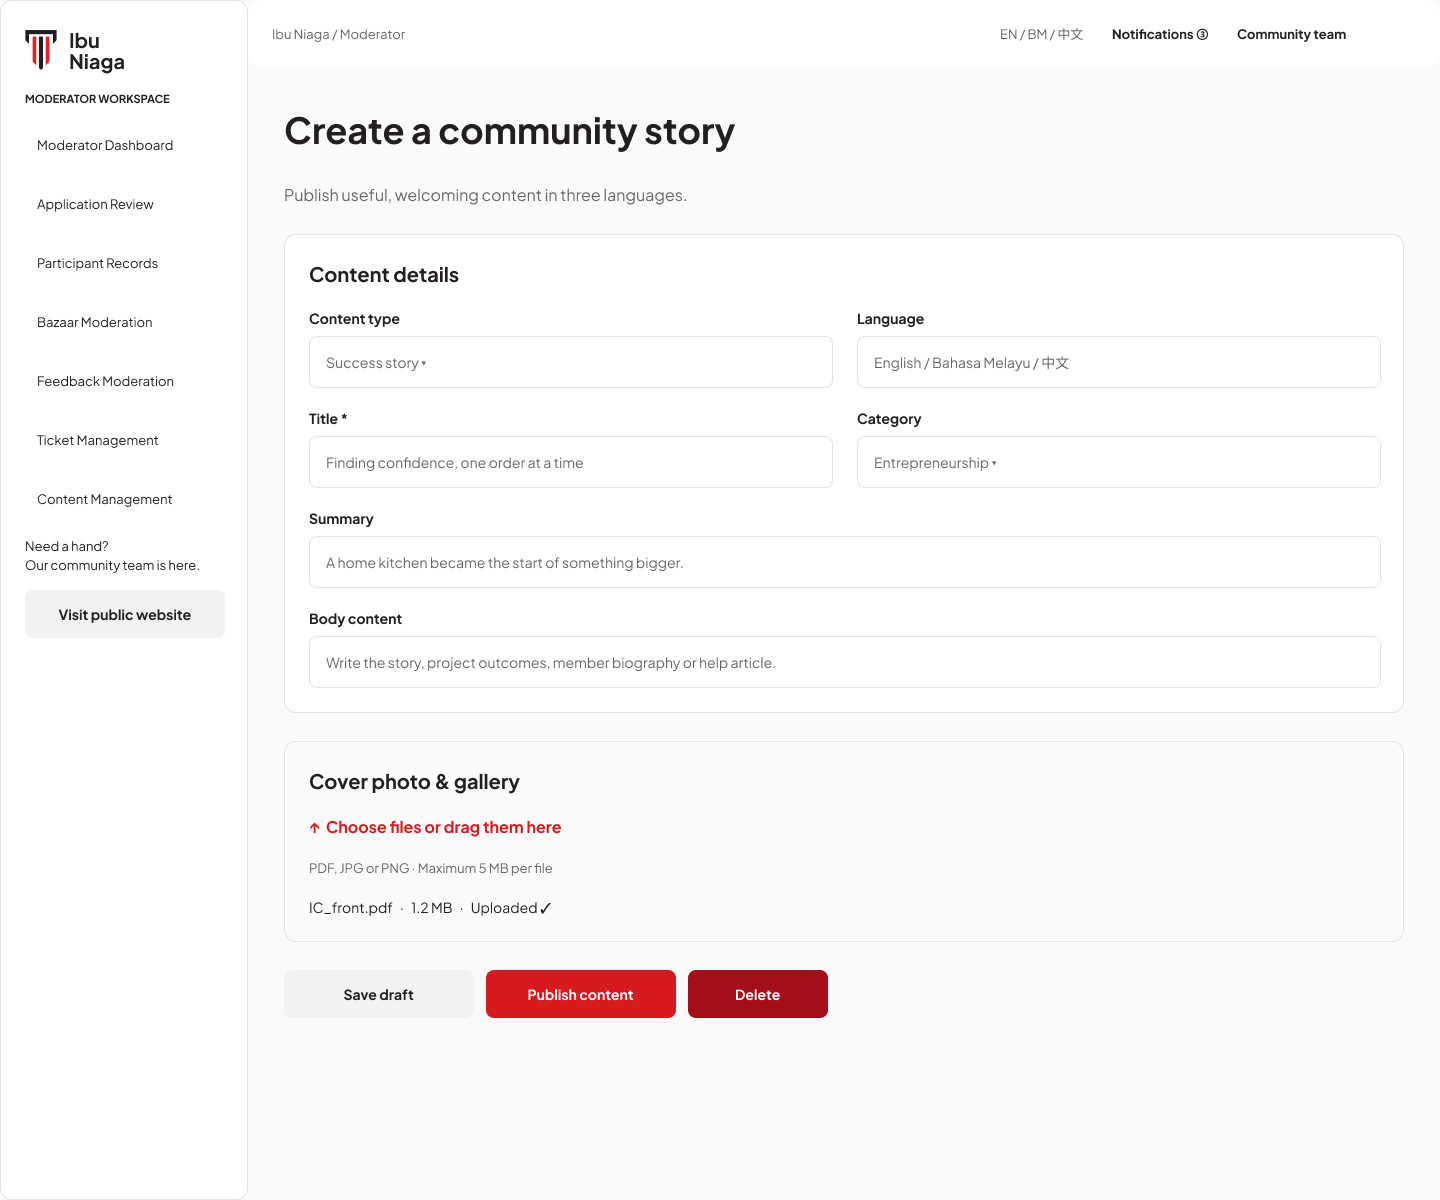 Ibu
Niaga
MODERATOR WORKSPACE
Moderator Dashboard
Application Review
Participant Records
Bazaar Moderation
Feedback Moderation
Ticket Management
Content Management
Need a hand?
Our community team is here.
Visit public website
Ibu Niaga / Moderator
EN / BM / 中文
Notifications ③
Community team
Create a community story
Publish useful, welcoming content in three languages.
Content details
Content type
Success story ▾
Language
English / Bahasa Melayu / 中文
Title *
Finding confidence, one order at a time
Category
Entrepreneurship ▾
Summary
A home kitchen became the start of something bigger.
Body content
Write the story, project outcomes, member biography or help article.
Cover photo & gallery
↑ Choose files or drag them here
PDF, JPG or PNG · Maximum 5 MB per file
IC_front.pdf · 1.2 MB · Uploaded ✓
Save draft
Publish content
Delete